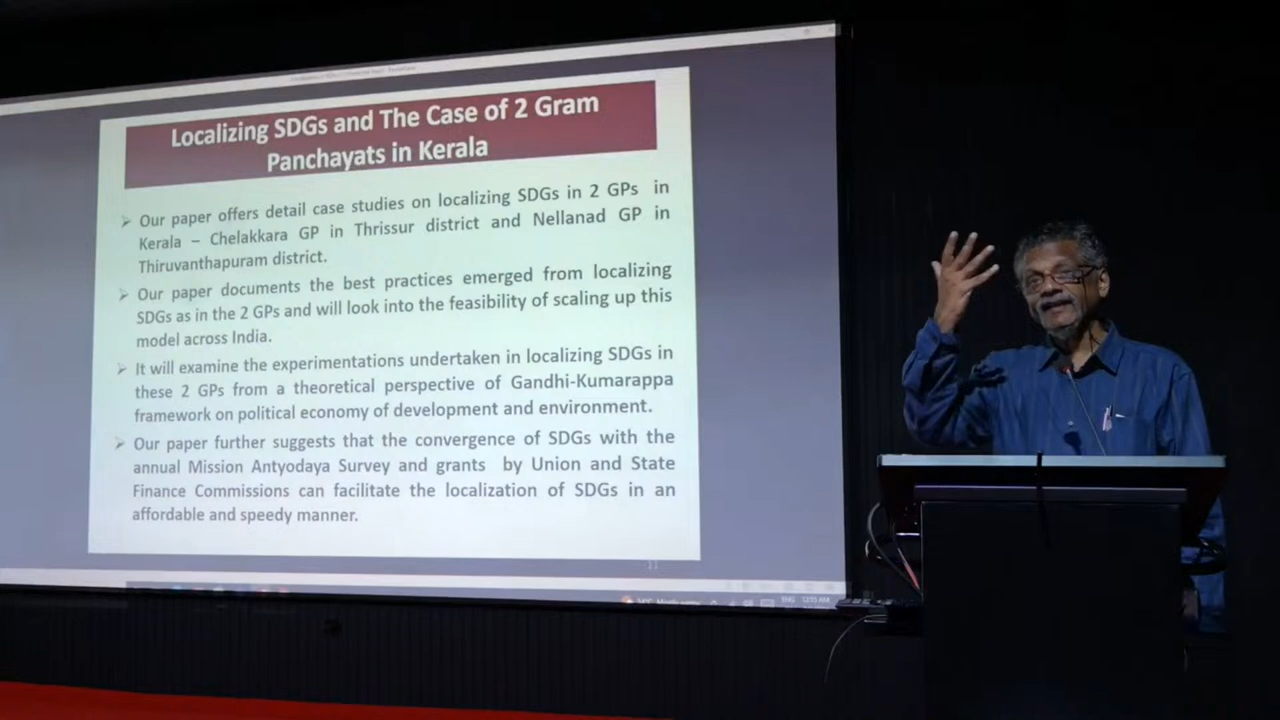 Localizing SDGs and The Case of 2 Gram
Panchayats in Kerala
➢ Our paper offers detail case studies on localizing SDGs in 2 GPs in
Kerala – Chelakkara GP in Thrissur district and Nellanad GP in
Thiruvanthapuram district.
➢ Our paper documents the best practices emerged from localizing
SDGs as in the 2 GPs and will look into the feasibility of scaling up this
model across India.
➢ It will examine the experimentations undertaken in localizing SDGs in
these 2 GPs from a theoretical perspective of Gandhi-Kumarappa
framework on political economy of development and environment.
➢ Our paper further suggests that the convergence of SDGs with the
annual Mission Antyodaya Survey and grants by Union and State
Finance Commissions can facilitate the localization of SDGs in an
affordable and speedy manner.
11
ENG